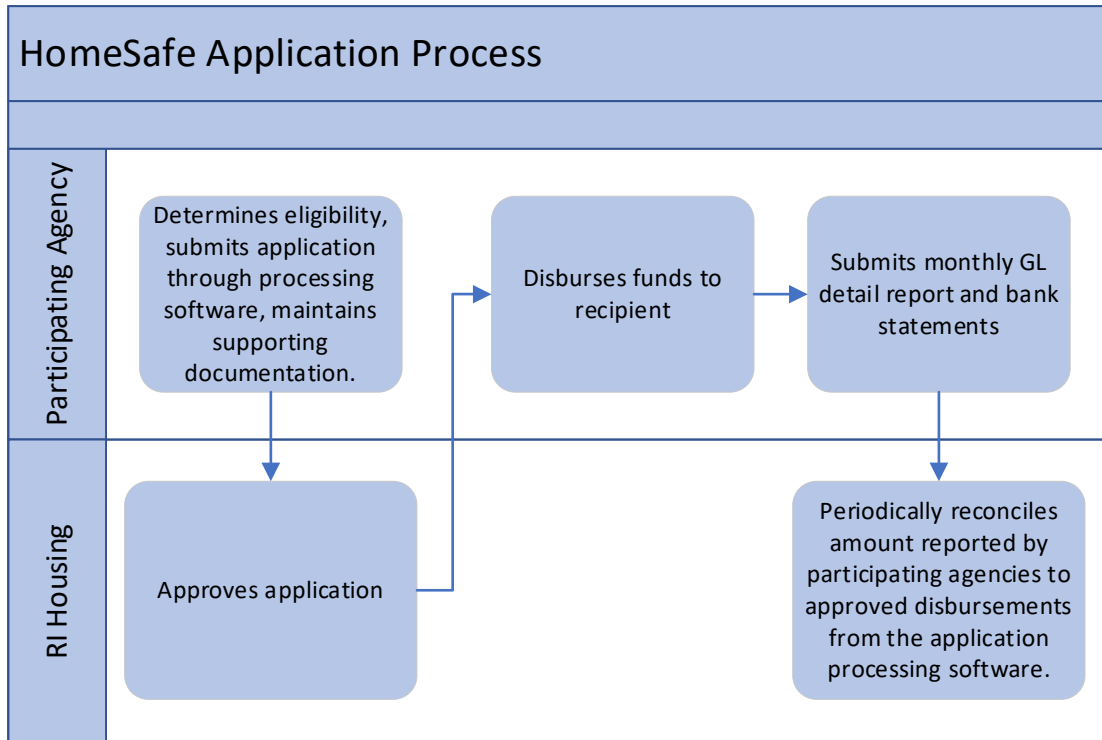 HomeSafe Application Process
Participating Agency
Determines eligibility,
submits application
through processing
software, maintains
supporting
documentation.
Disburses funds to
recipient
Submits monthly GL
detail report and bank
statements
RI Housing
Approves application
Periodically reconciles
amount reported by
participating agencies to
approved disbursements
from the application
processing software.